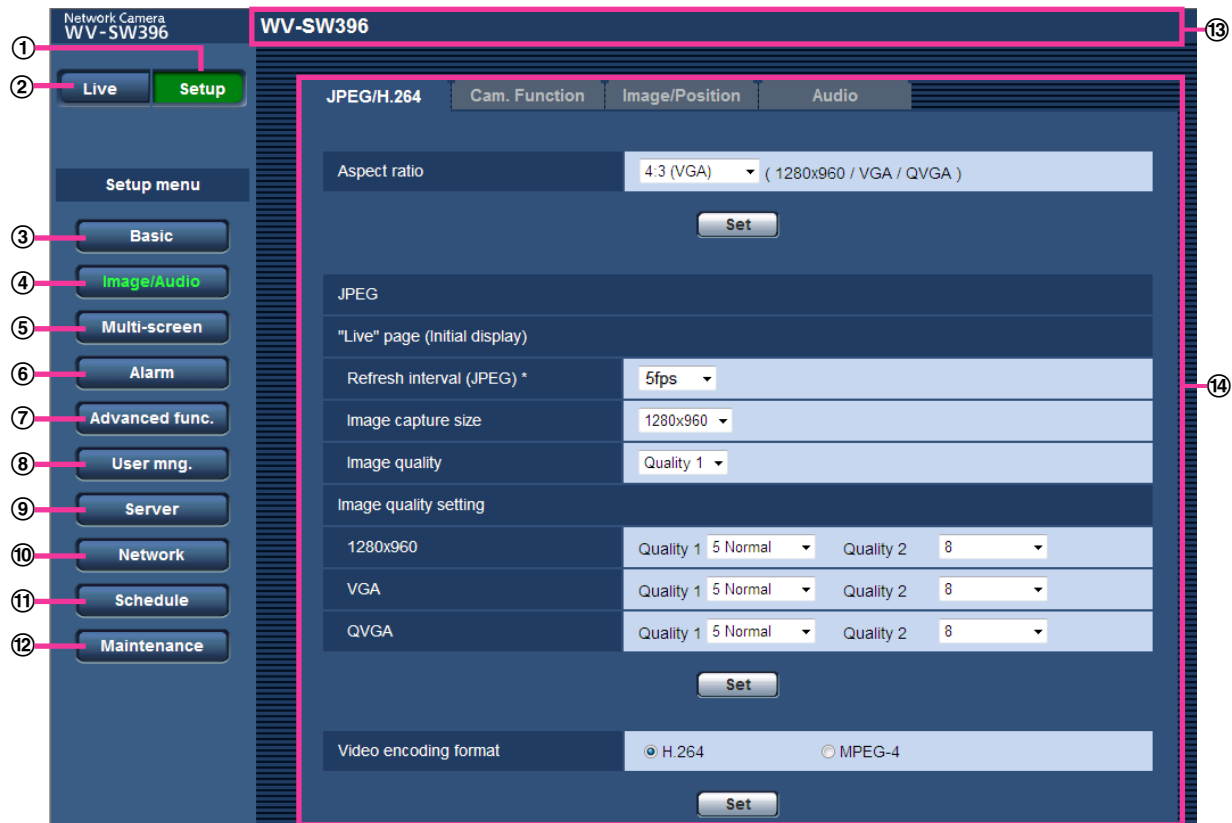 Network Camera
WV-SW396
WV-SW396
⑬
①
②
Live
Setup
JPEG/H.264
Cam. Function
Image/Position
Audio
Setup menu
Aspect ratio
4:3 (VGA)
( 1280x960 / VGA / QVGA )
Set
③
Basic
④
Image/Audio
JPEG
⑤
Multi-screen
"Live" page (Initial display)
⑥
Alarm
Refresh interval (JPEG) *
5fps
⑭
⑦
Advanced func.
Image capture size
1280x960
⑧
User mng.
Image quality
Quality 1
⑨
Server
Image quality setting
⑩
Network
1280x960
Quality 1 5 Normal
Quality 2 8
⑪
Schedule
VGA
Quality 1 5 Normal
Quality 2 8
⑫
Maintenance
QVGA
Quality 1 5 Normal
Quality 2 8
Set
Video encoding format
H.264
MPEG-4
Set